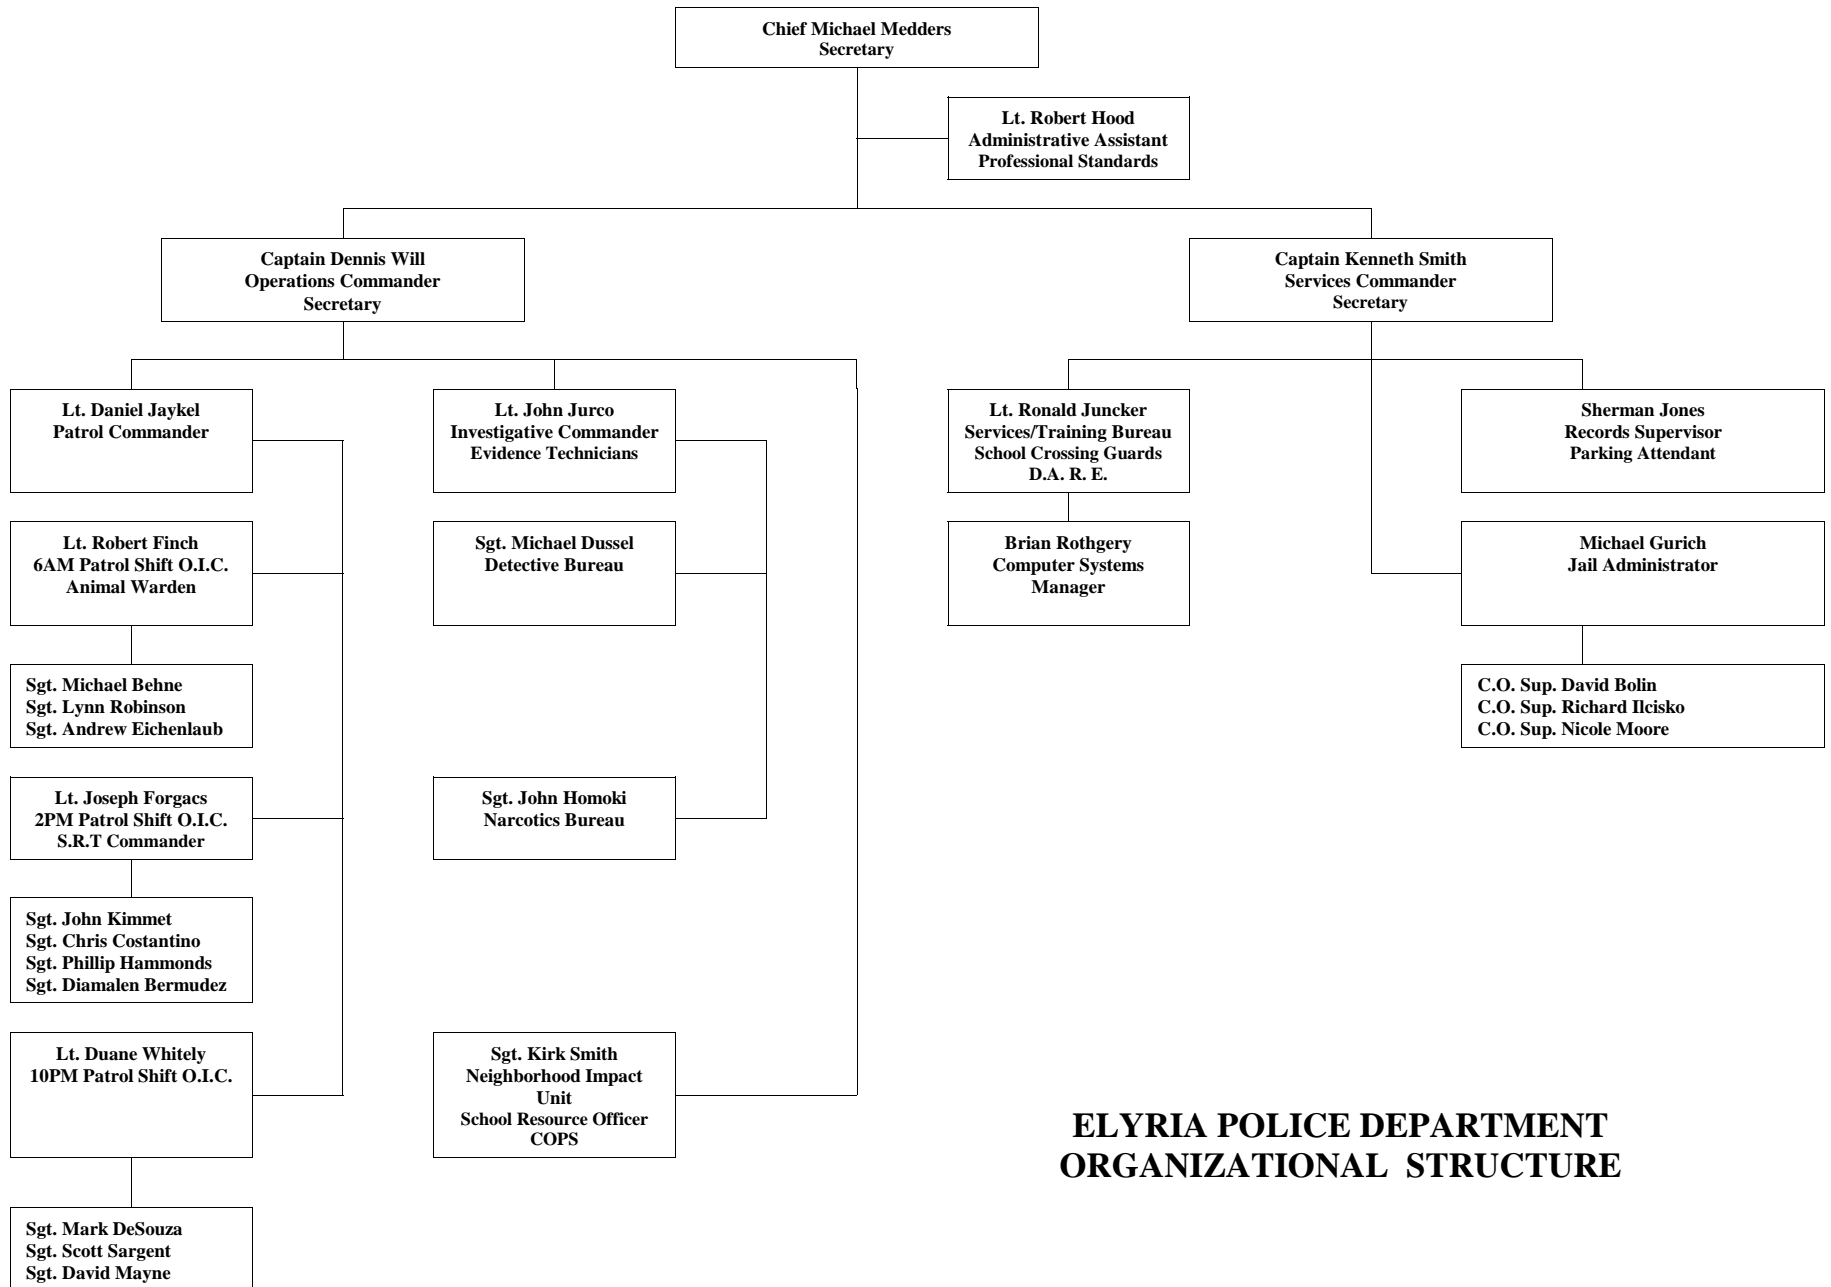 Chief Michael Medders
Secretary
Lt. Robert Hood
Administrative Assistant
Professional Standards
Captain Dennis Will
Operations Commander
Secretary
Captain Kenneth Smith
Services Commander
Secretary
Lt. Daniel Jaykel
Patrol Commander
Lt. John Jurco
Investigative Commander
Evidence Technicians
Lt. Ronald Juncker
Services/Training Bureau
School Crossing Guards
D.A. R. E.
Sherman Jones
Records Supervisor
Parking Attendant
Lt. Robert Finch
6AM Patrol Shift O.I.C.
Animal Warden
Sgt. Michael Dussel
Detective Bureau
Brian Rothgery
Computer Systems
Manager
Michael Gurich
Jail Administrator
Sgt. Michael Behne
Sgt. Lynn Robinson
Sgt. Andrew Eichenlaub
C.O. Sup. David Bolin
C.O. Sup. Richard Ilcisko
C.O. Sup. Nicole Moore
Lt. Joseph Forgacs
2PM Patrol Shift O.I.C.
S.R.T Commander
Sgt. John Homoki
Narcotics Bureau
Sgt. John Kimmet
Sgt. Chris Costantino
Sgt. Phillip Hammonds
Sgt. Diamalen Bermudez
Lt. Duane Whitely
10PM Patrol Shift O.I.C.
Sgt. Kirk Smith
Neighborhood Impact
Unit
School Resource Officer
COPS
ELYRIA POLICE DEPARTMENT
ORGANIZATIONAL STRUCTURE
Sgt. Mark DeSouza
Sgt. Scott Sargent
Sgt. David Mayne